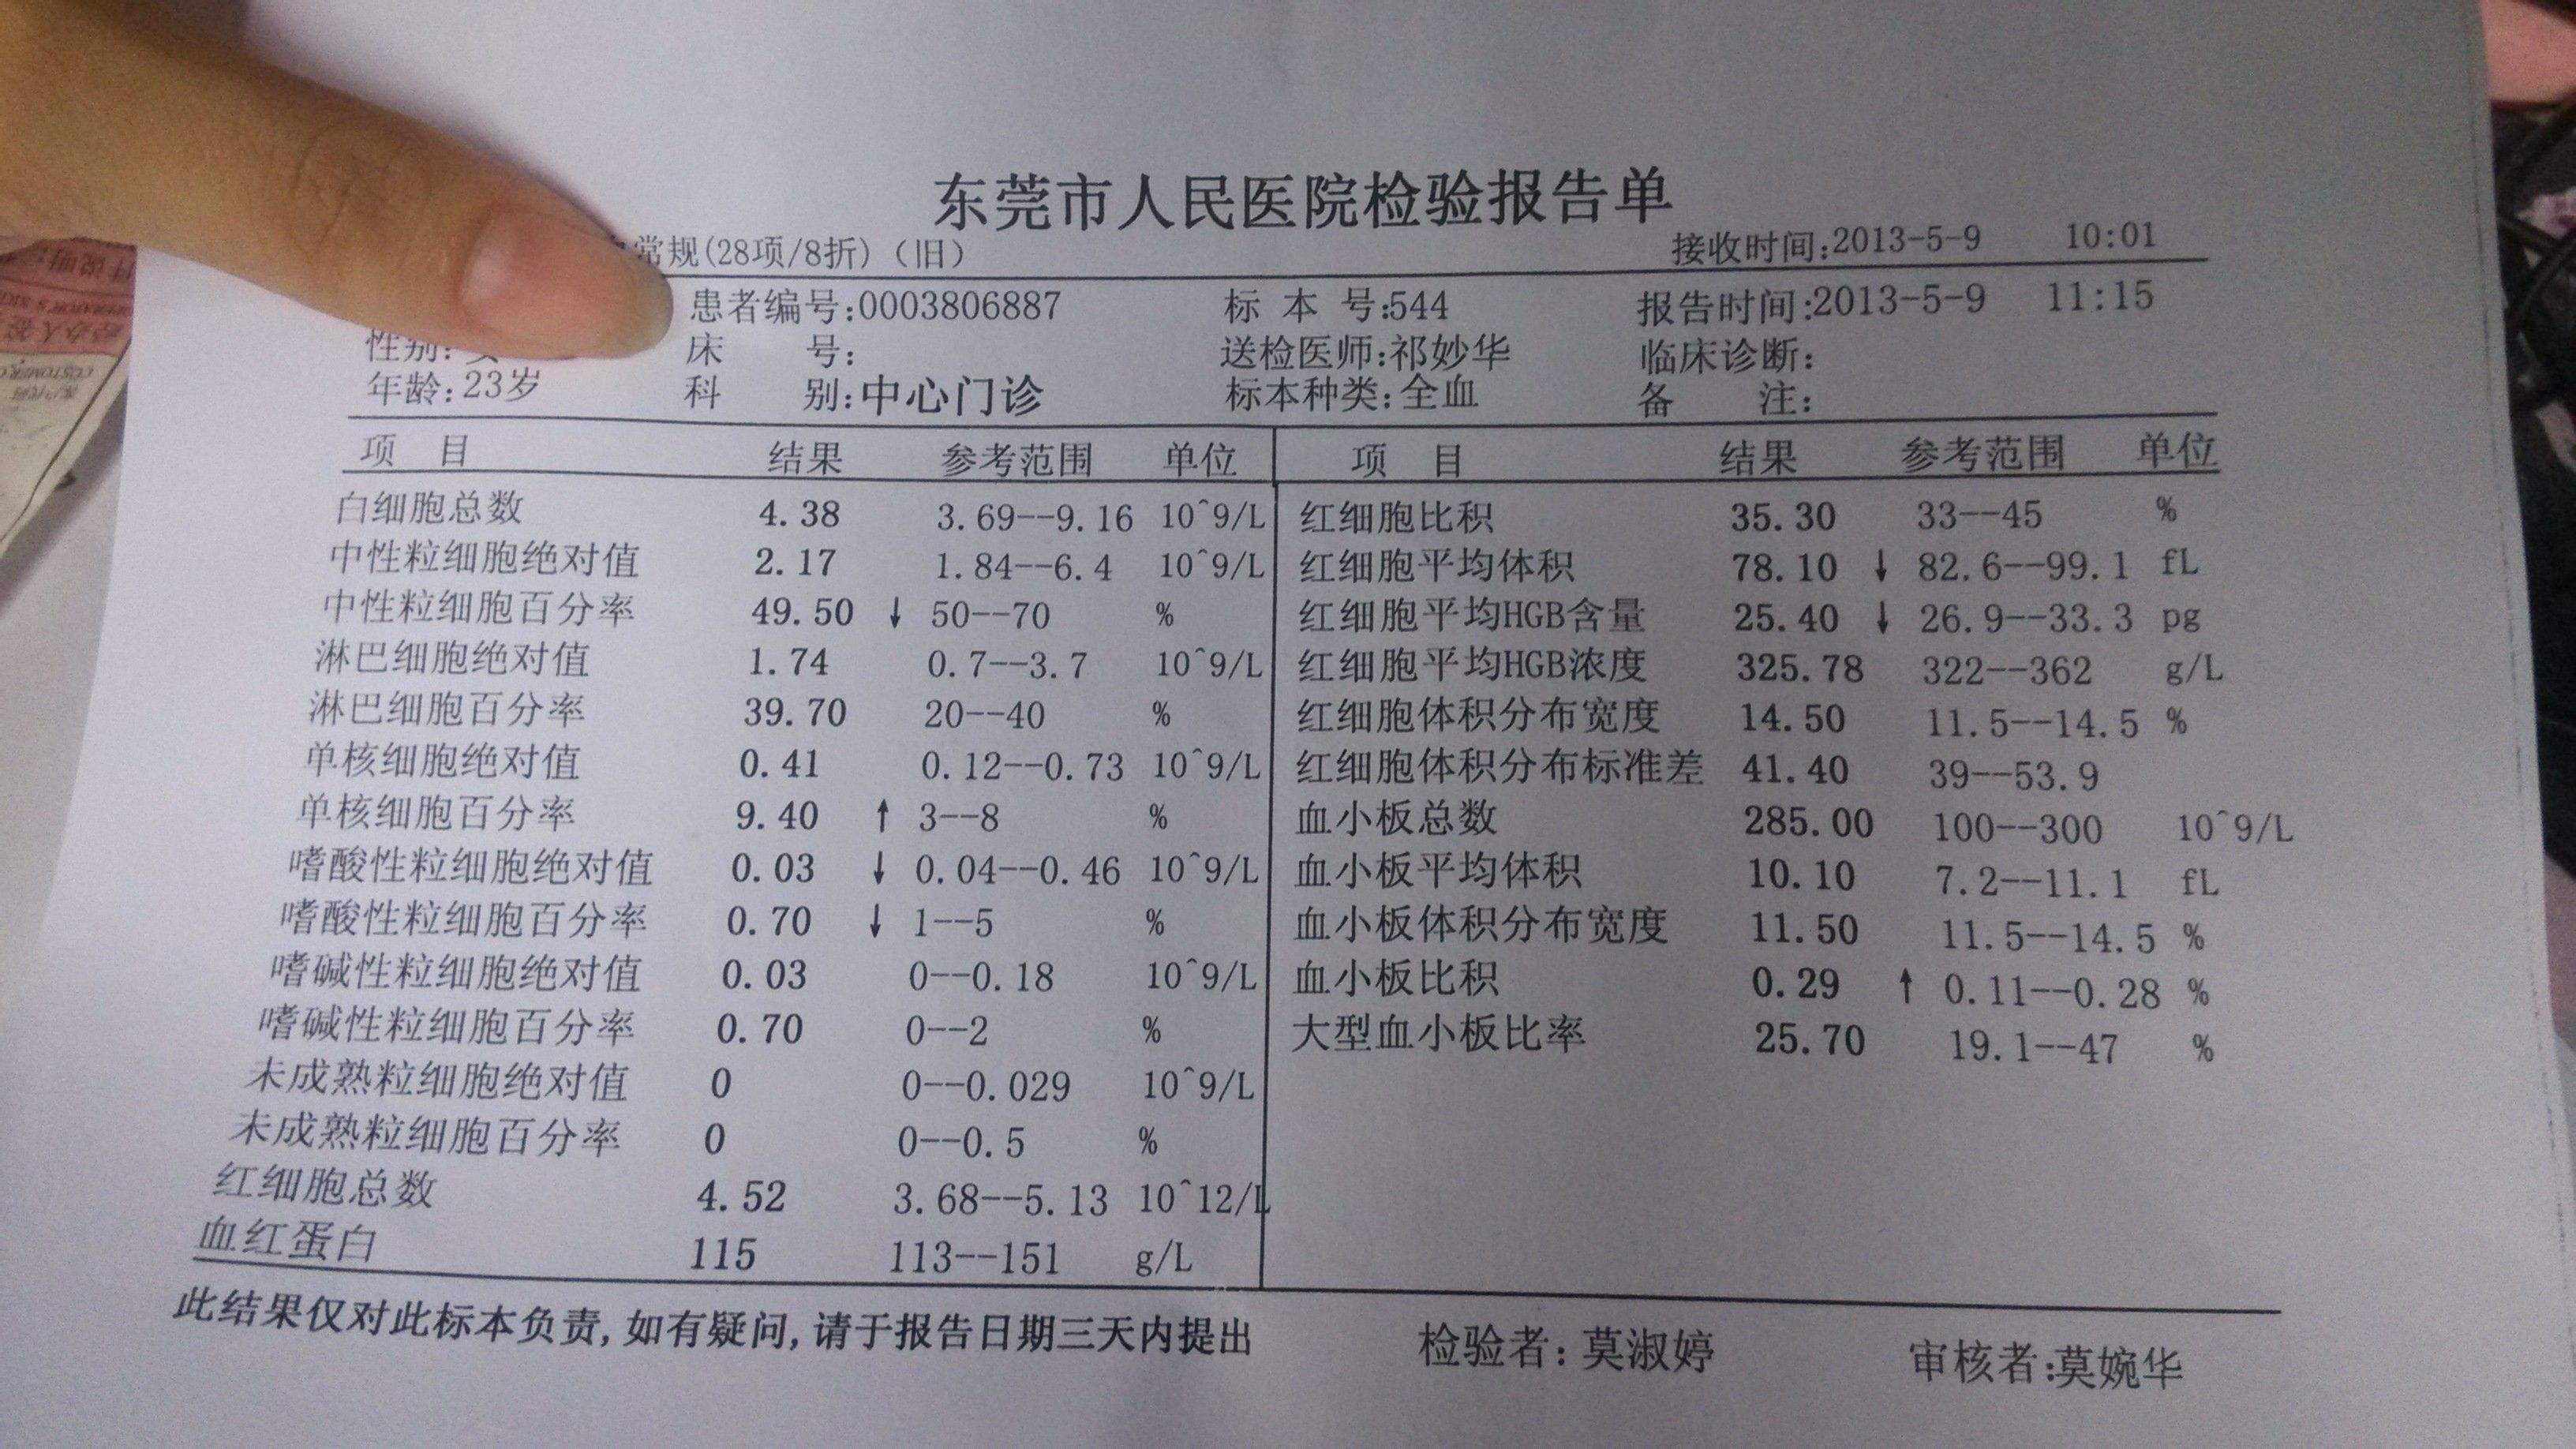 东莞市人民医院检验报告单
常规(28项/8折)（旧） 接收时间:2013-5-9 10:01
患者编号:0003806887 标本号:544 报告时间:2013-5-9 11:15
性别: 床号: 送检医师:祁妙华 临床诊断:
年龄:23岁 科别:中心门诊 标本种类:全血 备注:
项目 结果 参考范围 单位 项目 结果 参考范围 单位
白细胞总数 4.38 3.69--9.16 10^9/L 红细胞比积 35.30 33--45 %
中性粒细胞绝对值 2.17 1.84--6.4 10^9/L 红细胞平均体积 78.10 ↓ 82.6--99.1 fL
中性粒细胞百分率 49.50 ↓ 50--70 % 红细胞平均HGB含量 25.40 ↓ 26.9--33.3 pg
淋巴细胞绝对值 1.74 0.7--3.7 10^9/L 红细胞平均HGB浓度 325.78 322--362 g/L
淋巴细胞百分率 39.70 20--40 % 红细胞体积分布宽度 14.50 11.5--14.5 %
单核细胞绝对值 0.41 0.12--0.73 10^9/L 红细胞体积分布标准差 41.40 39--53.9
单核细胞百分率 9.40 ↑ 3--8 % 血小板总数 285.00 100--300 10^9/L
嗜酸性粒细胞绝对值 0.03 ↓ 0.04--0.46 10^9/L 血小板平均体积 10.10 7.2--11.1 fL
嗜酸性粒细胞百分率 0.70 ↓ 1--5 % 血小板体积分布宽度 11.50 11.5--14.5 %
嗜碱性粒细胞绝对值 0.03 0--0.18 10^9/L 血小板比积 0.29 ↑ 0.11--0.28 %
嗜碱性粒细胞百分率 0.70 0--2 % 大型血小板比率 25.70 19.1--47 %
未成熟粒细胞绝对值 0 0--0.029 10^9/L
未成熟粒细胞百分率 0 0--0.5 %
红细胞总数 4.52 3.68--5.13 10^12/L
血红蛋白 115 113--151 g/L
此结果仅对此标本负责,如有疑问,请于报告日期三天内提出 检验者:莫淑婷 审核者:莫婉华